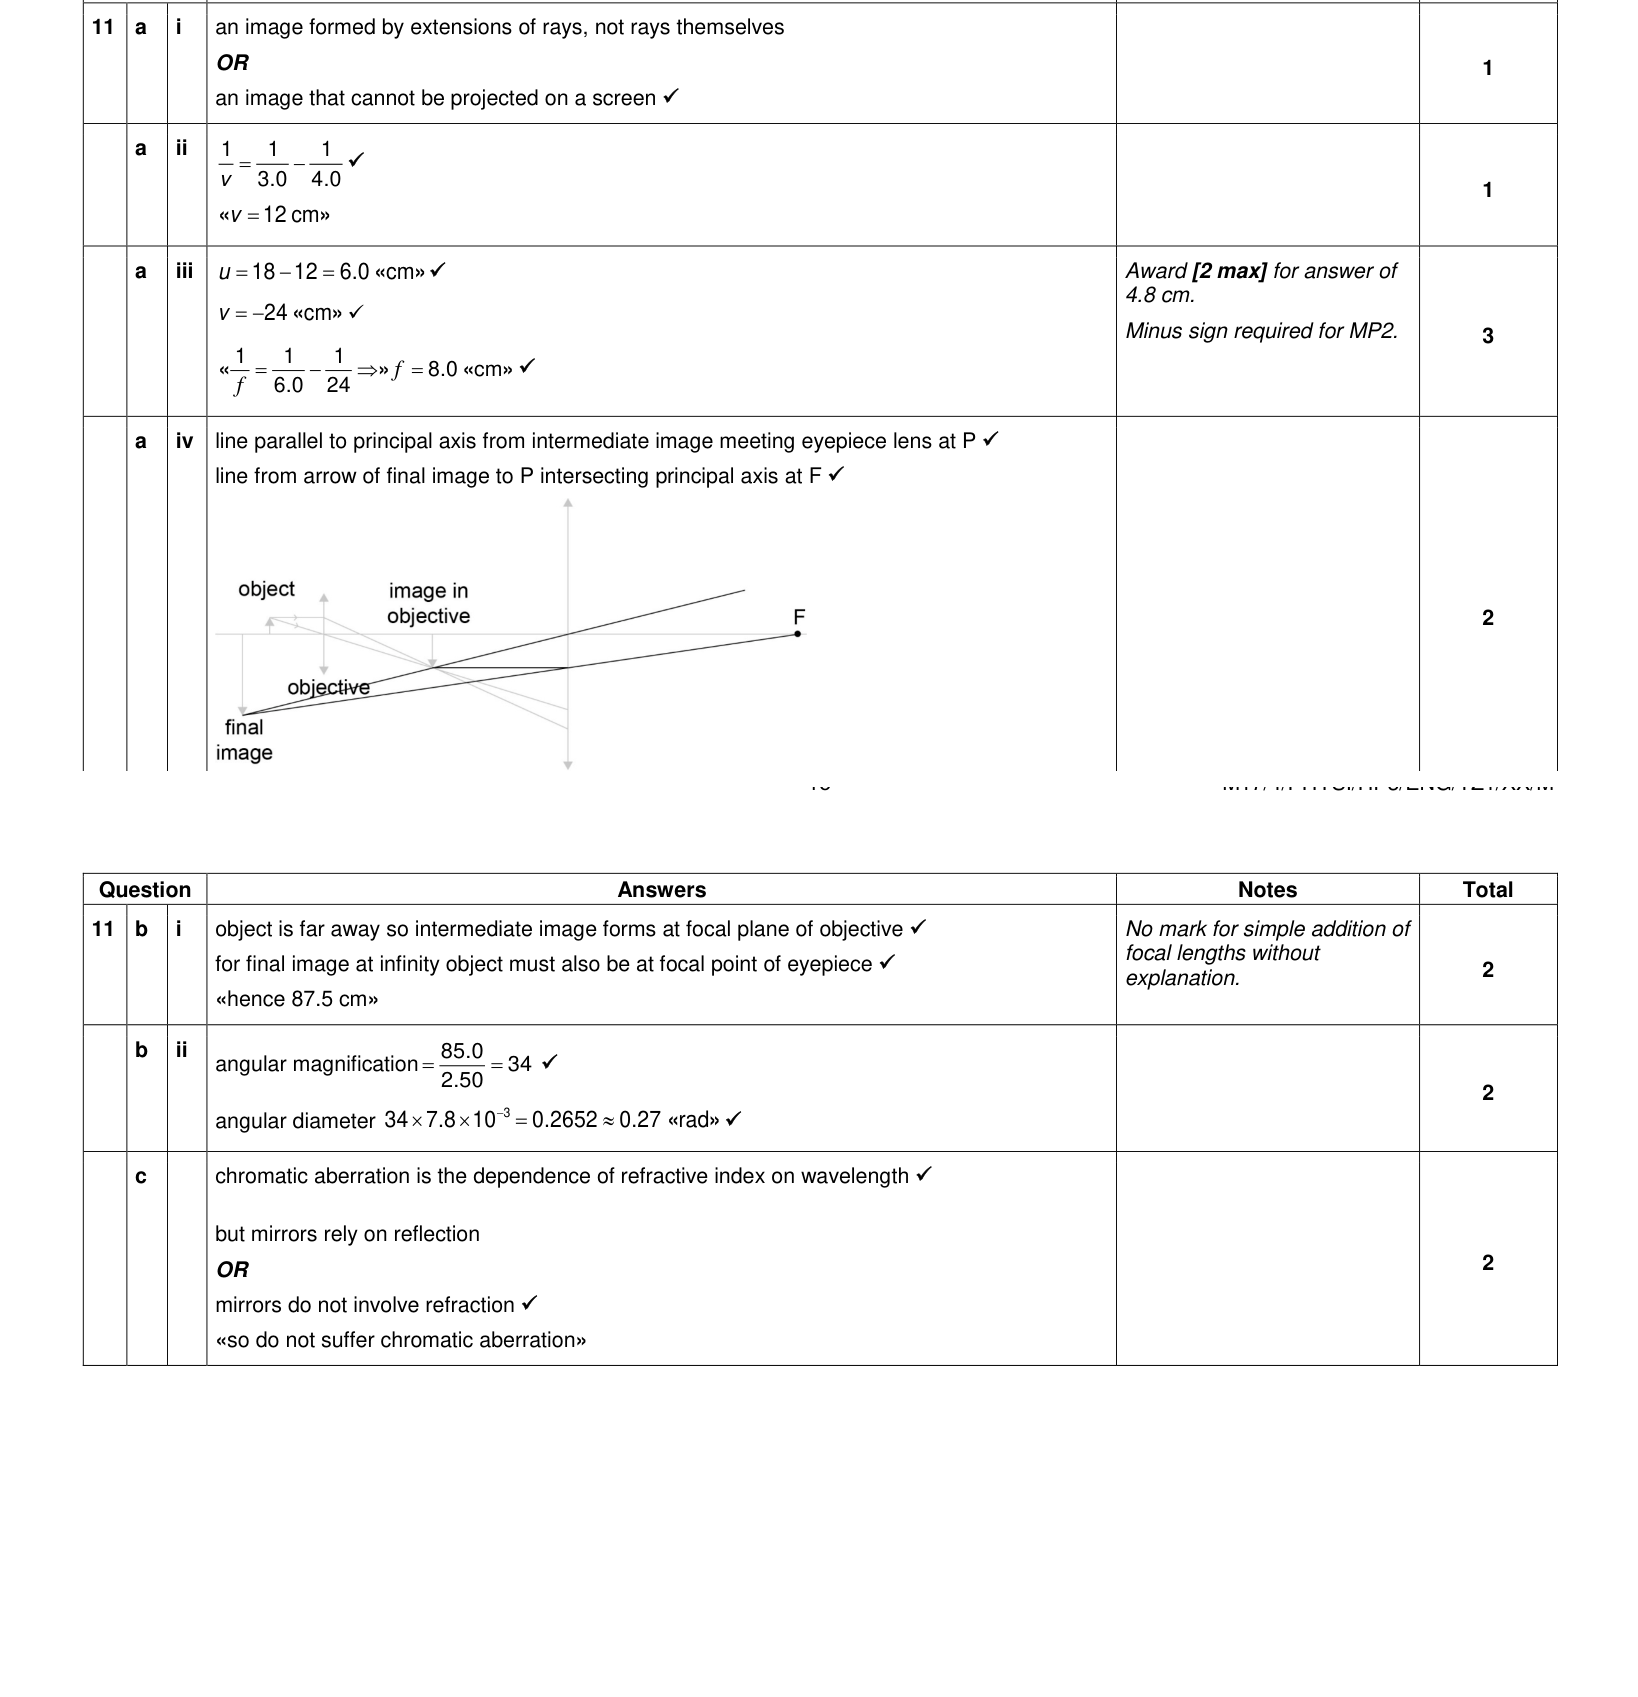 11 a i an image formed by extensions of rays, not rays themselves
OR
an image that cannot be projected on a screen ✓
1
a ii 1/v = 1/3.0 − 1/4.0 ✓
«v = 12 cm»
1
a iii u = 18 − 12 = 6.0 «cm» ✓
v = −24 «cm» ✓
«1/f = 1/6.0 − 1/24 ⇒» f = 8.0 «cm» ✓
Award [2 max] for answer of
4.8 cm.
Minus sign required for MP2.
3
a iv line parallel to principal axis from intermediate image meeting eyepiece lens at P ✓
line from arrow of final image to P intersecting principal axis at F ✓
object
image in
objective
F
objective
final
image
2
Question Answers Notes Total
11 b i object is far away so intermediate image forms at focal plane of objective ✓
for final image at infinity object must also be at focal point of eyepiece ✓
«hence 87.5 cm»
No mark for simple addition of
focal lengths without
explanation.
2
b ii angular magnification = 85.0/2.50 = 34 ✓
angular diameter 34 × 7.8 × 10⁻³ = 0.2652 ≈ 0.27 «rad» ✓
2
c chromatic aberration is the dependence of refractive index on wavelength ✓
but mirrors rely on reflection
OR
mirrors do not involve refraction ✓
«so do not suffer chromatic aberration»
2